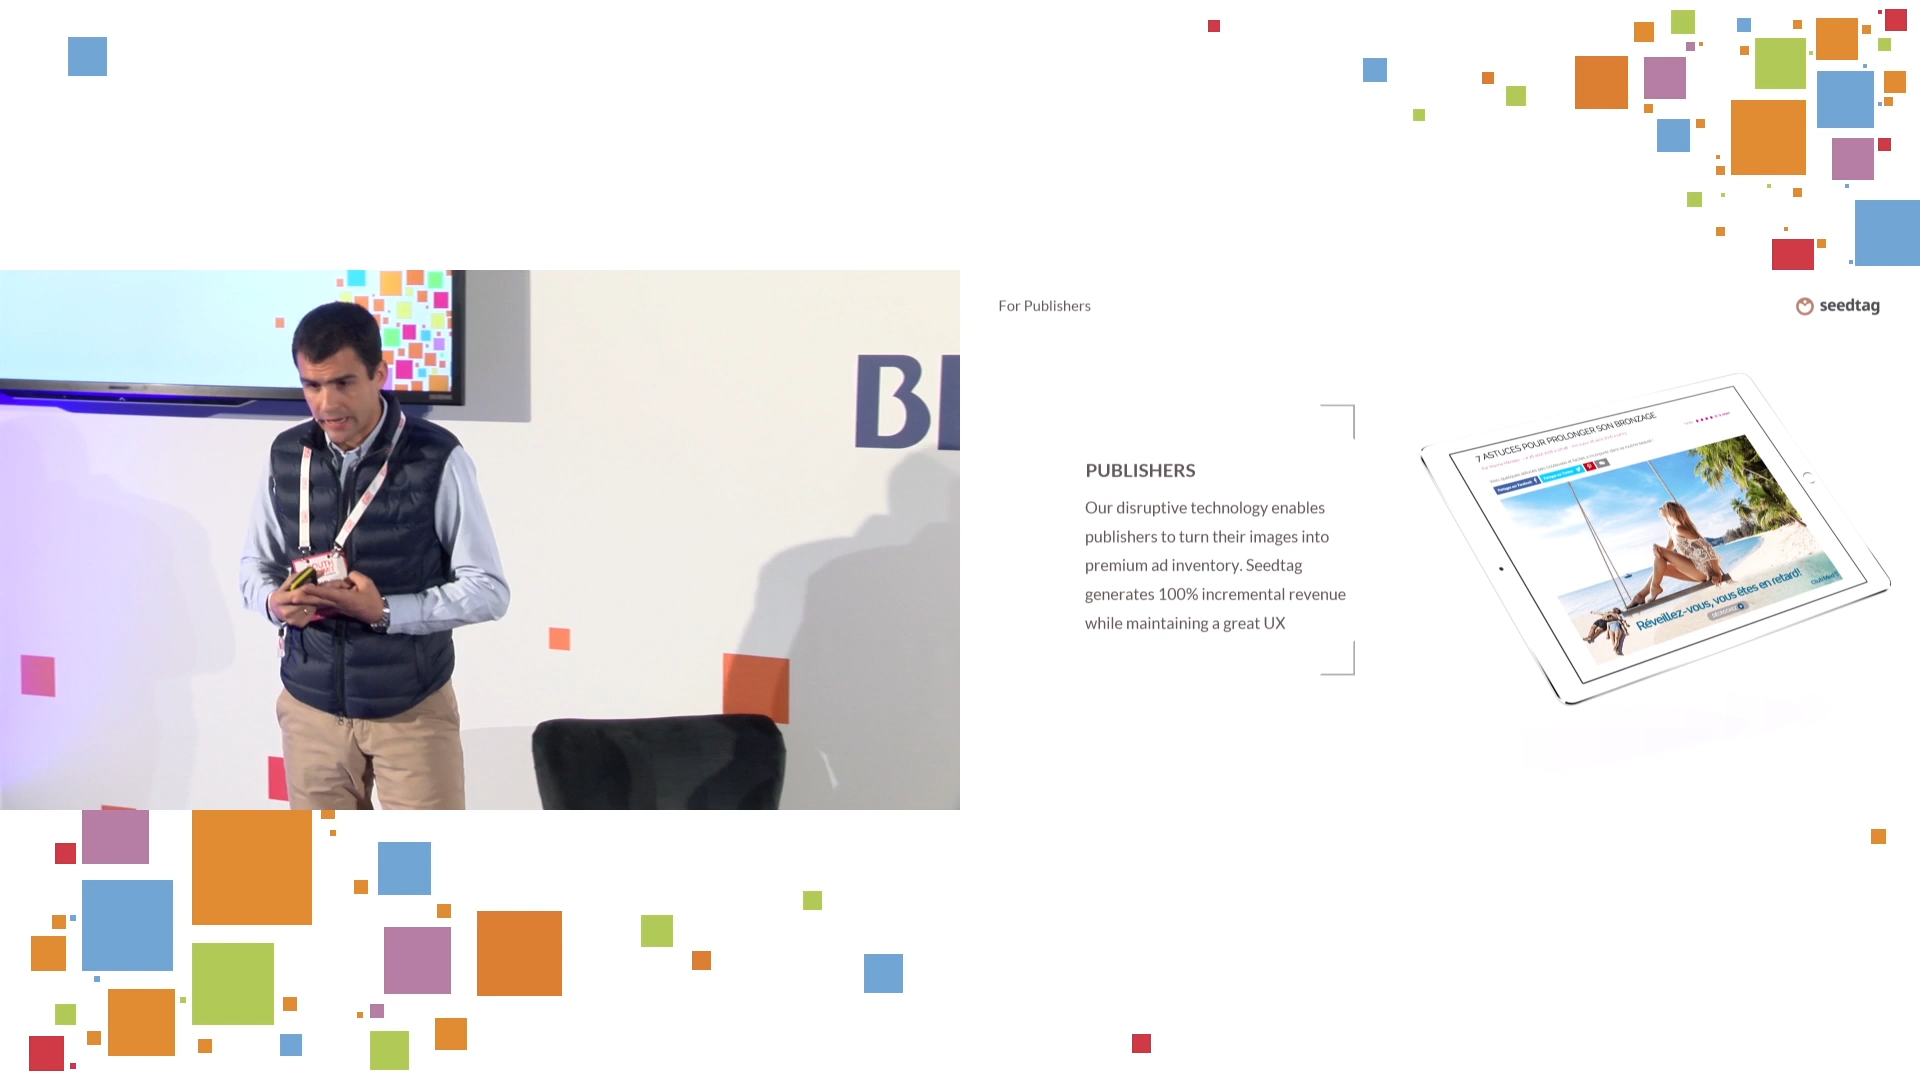 For Publishers
seedtag
PUBLISHERS
Our disruptive technology enables
publishers to turn their images into
premium ad inventory. Seedtag
generates 100% incremental revenue
while maintaining a great UX
7 ASTUCES POUR PROLONGER SON BRONZAGE
Réveillez-vous, vous êtes en retard!